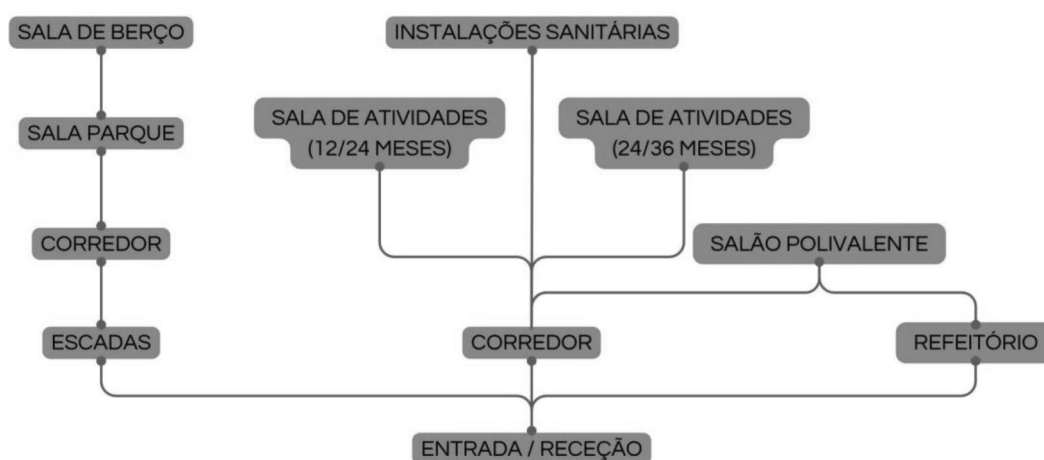 SALA DE BERÇO
INSTALAÇÕES SANITÁRIAS
SALA PARQUE
SALA DE ATIVIDADES
(12/24 MESES)
SALA DE ATIVIDADES
(24/36 MESES)
CORREDOR
SALÃO POLIVALENTE
ESCADAS
CORREDOR
REFEITÓRIO
ENTRADA / RECEÇÃO